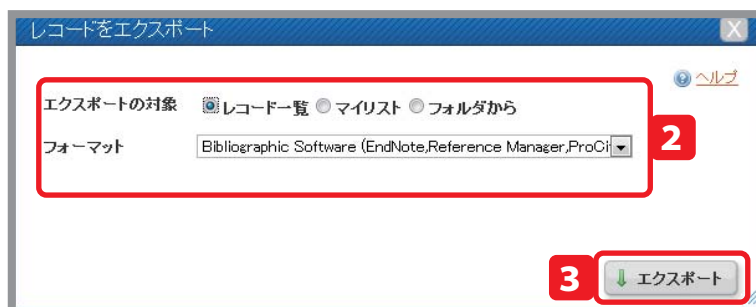 レコードをエクスポート X
ヘルプ
エクスポートの対象 レコード一覧 マイリスト フォルダから
フォーマット Bibliographic Software (EndNote,Reference Manager,ProCi
2
3 エクスポート